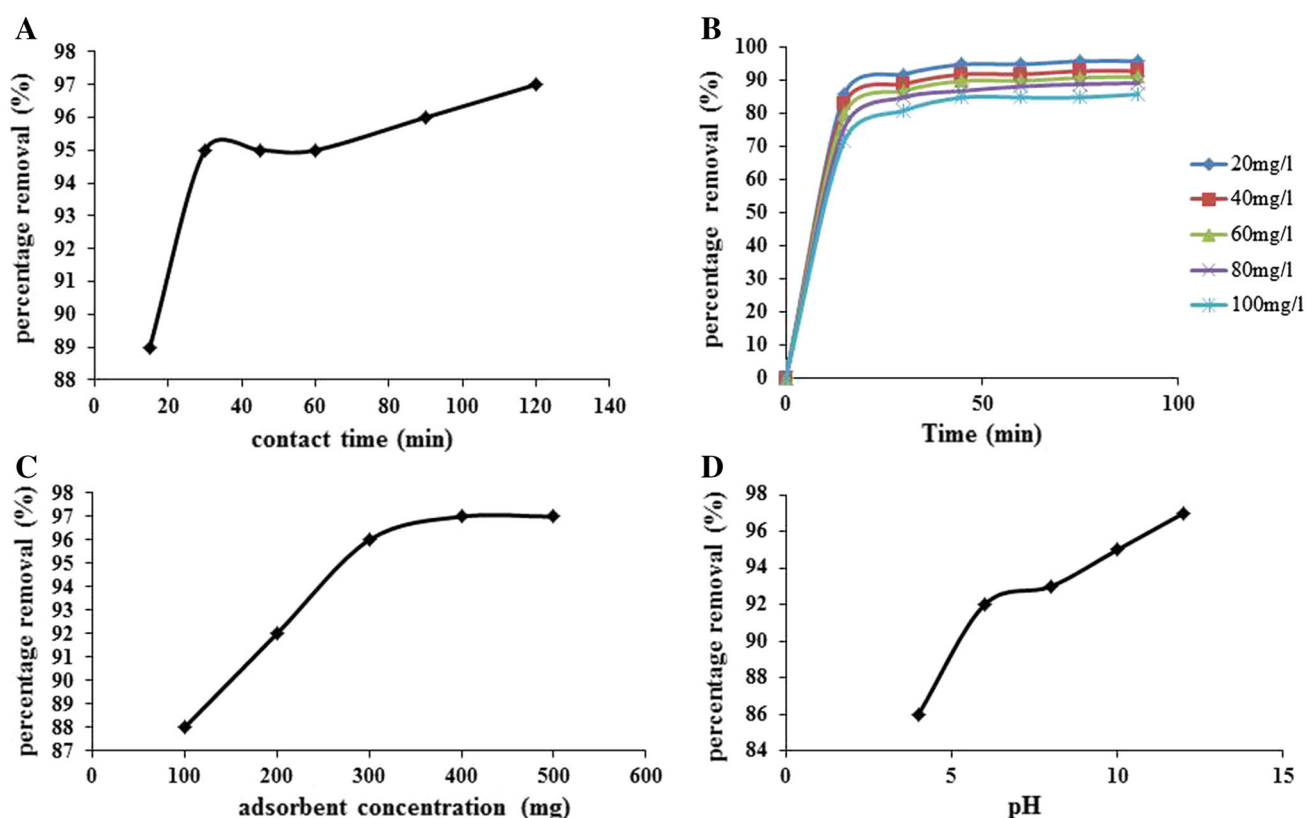 A
98
97
96
95
94
93
92
91
90
89
88
0 20 40 60 80 100 120 140
percentage removal (%)
contact time (min)
B
100
90
80
70
60
50
40
30
20
10
0
0 50 100
percentage removal (%)
Time (min)
20mg/l
40mg/l
60mg/l
80mg/l
100mg/l
C
98
97
96
95
94
93
92
91
90
89
88
87
0 100 200 300 400 500 600
percentage removal (%)
adsorbent concentration (mg)
D
98
96
94
92
90
88
86
84
0 5 10 15
percentage removal (%)
pH